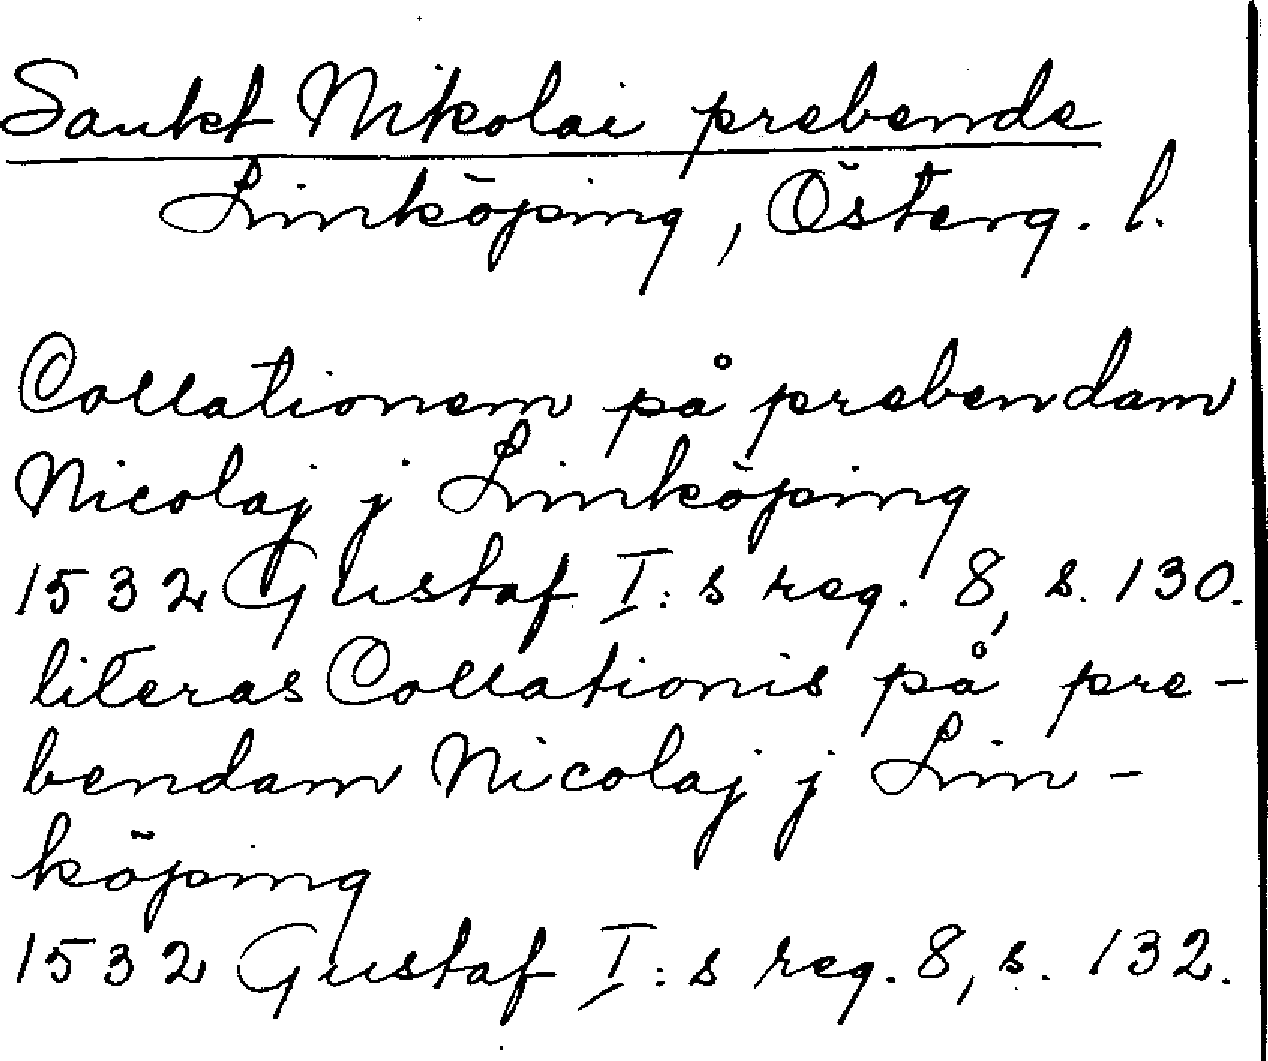 Sankt Nikolai prebende
Linköping, Österg. l.
Collationem på prebendam
Nicolaj j Linköping
1532 Gustaf I:s reg. 8, s. 130.
literas Collationis på pre-
bendam Nicolaj j Lin-
köping
1532 Gustaf I:s reg. 8, s. 132.